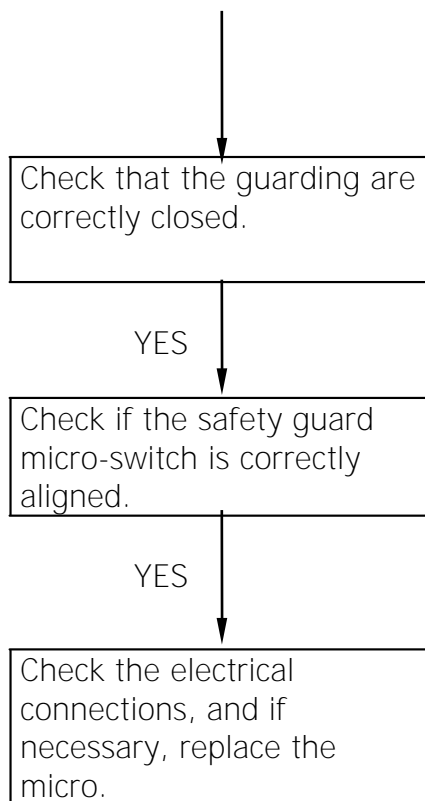 Check that the guarding are
correctly closed.
YES
Check if the safety guard
micro-switch is correctly
aligned.
YES
Check the electrical
connections, and if
necessary, replace the
micro.